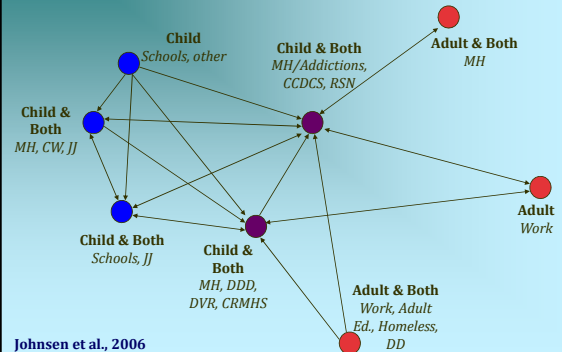 Child
Schools, other
Child & Both
MH/Addictions,
CCDCS, RSN
Adult & Both
MH
Child &
Both
MH, CW, JJ
Adult
Work
Child & Both
Schools, JJ
Child &
Both
MH, DDD,
DVR, CRMHS
Adult & Both
Work, Adult
Ed., Homeless,
DD
Johnsen et al., 2006